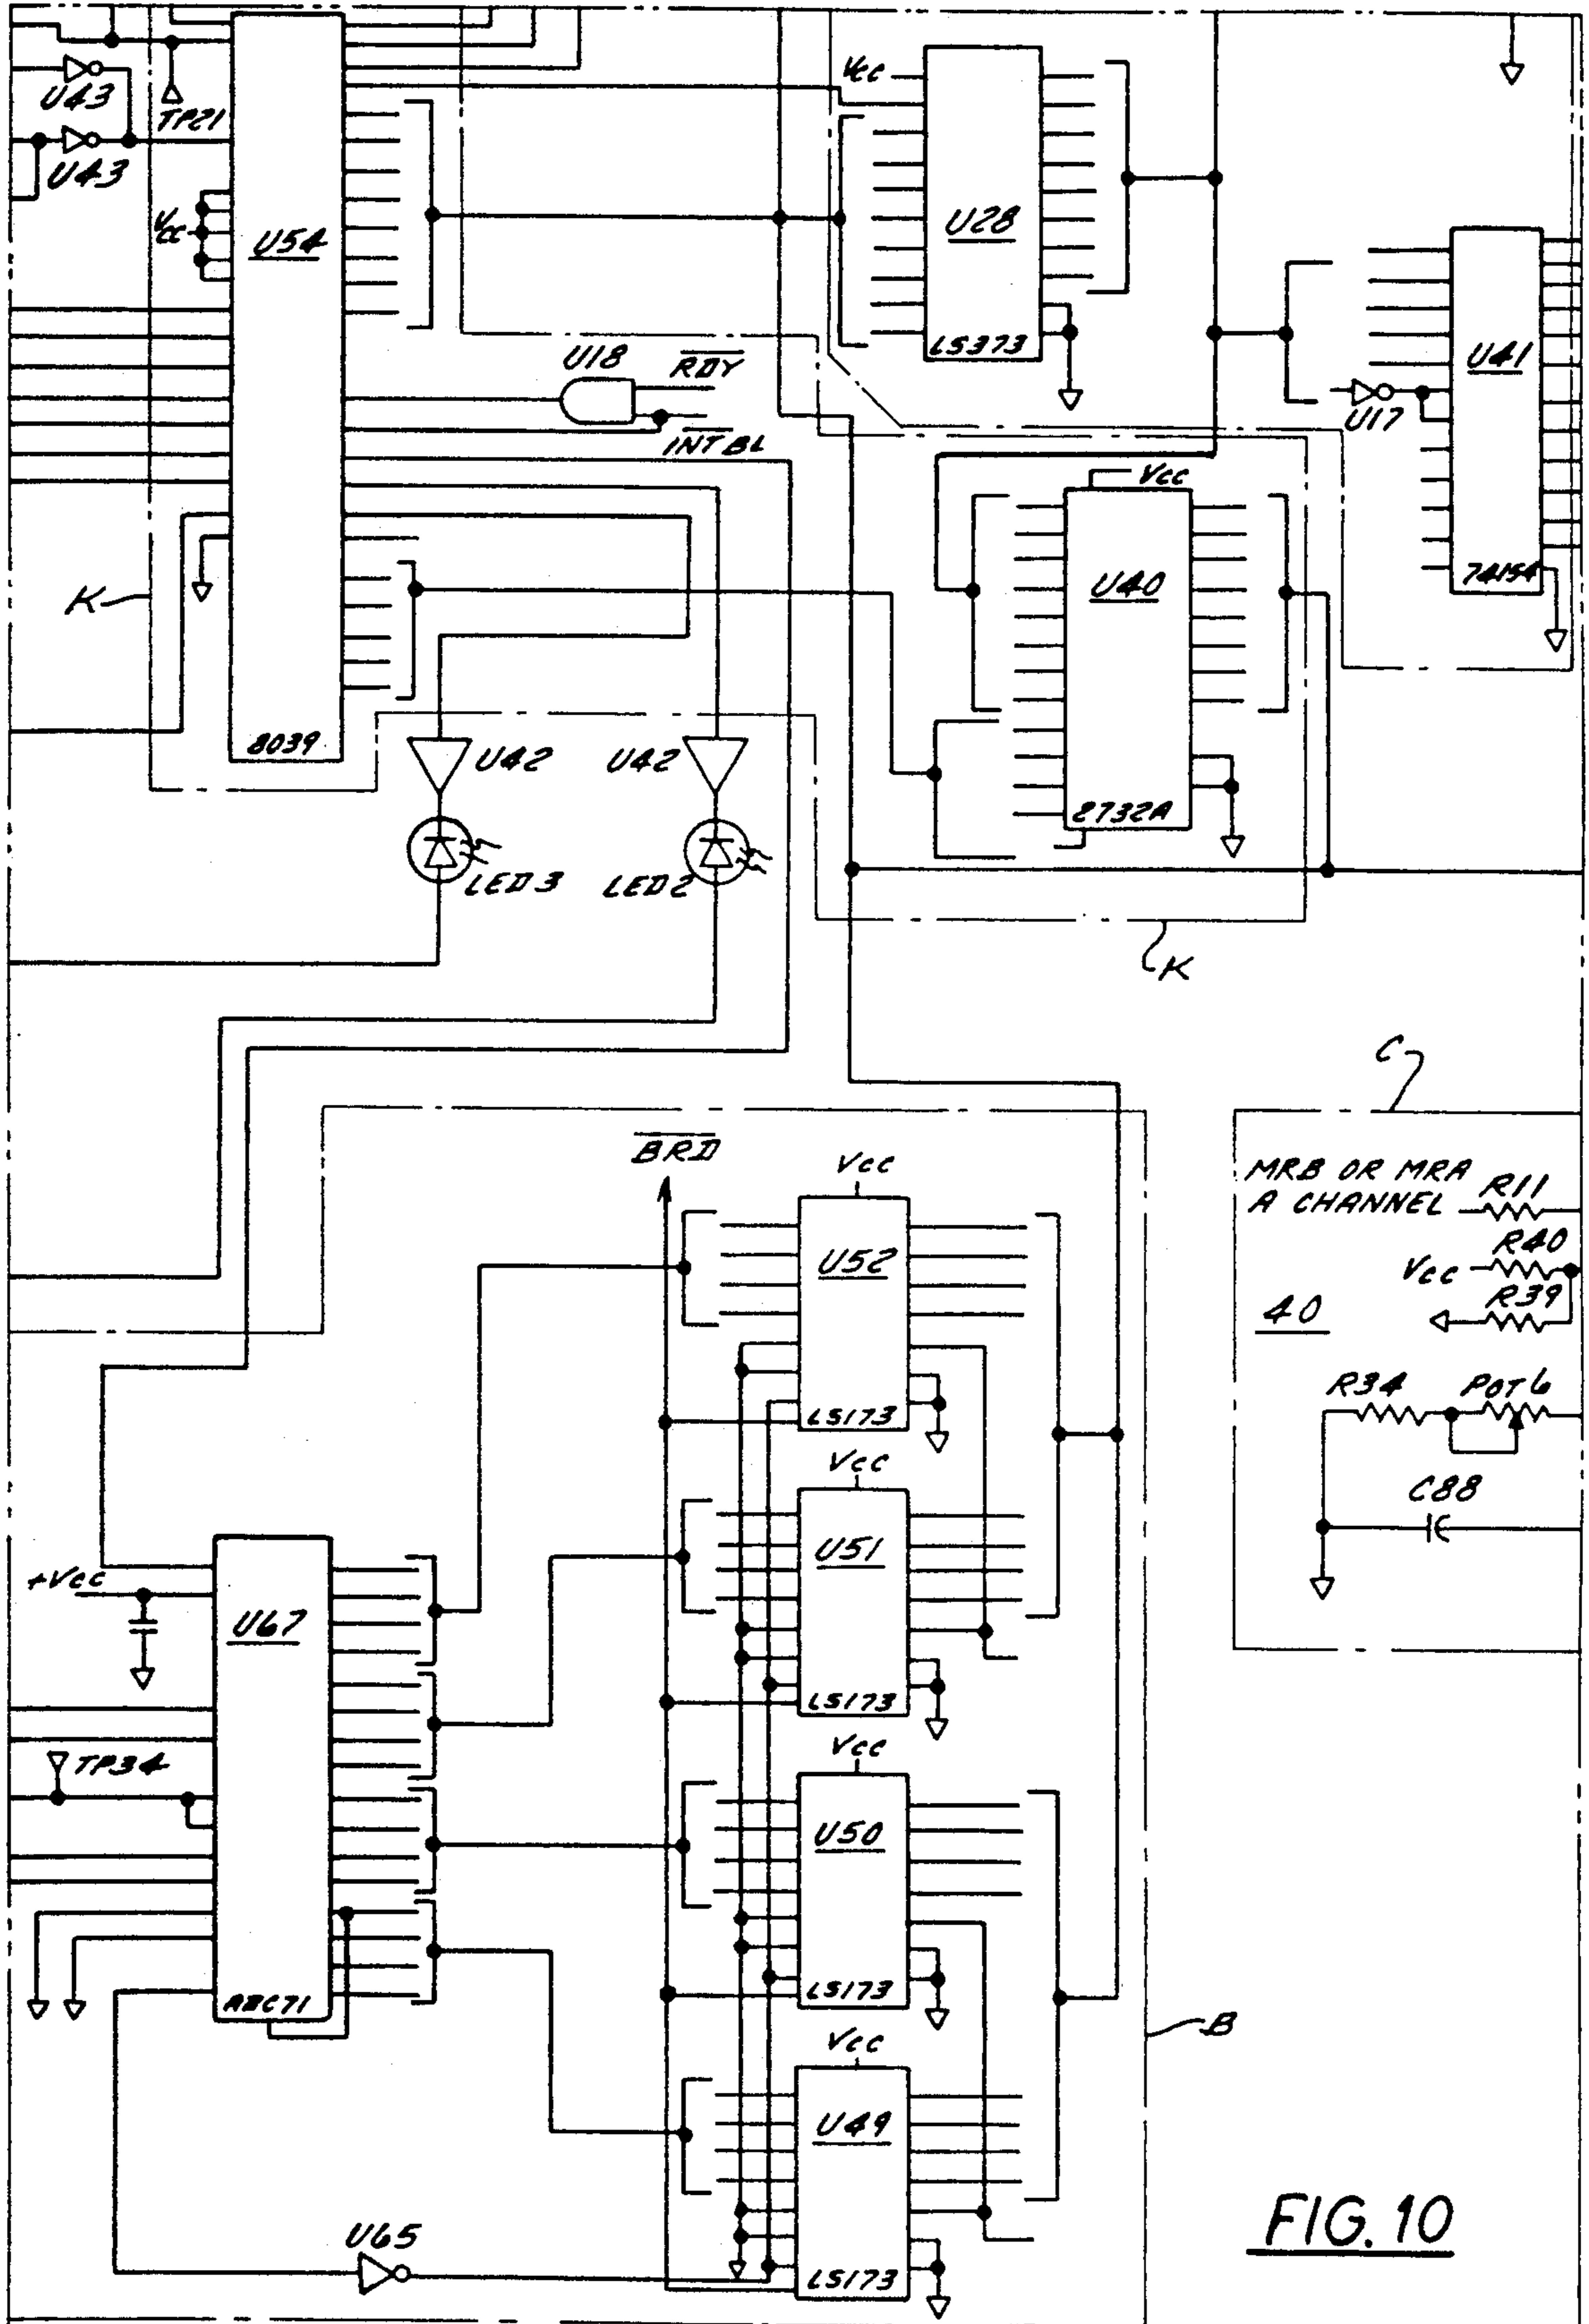 U43
TP21
U43
VCC
U54
8039
K
U18
RDY
INTBL
VCC
U28
LS373
U17
U41
74154
VCC
U40
2732A
U42
U42
LED3
LED2
K
C
MRB OR MRA
A CHANNEL
R11
R40
VCC
R39
40
R34
POT6
C88
BRD
VCC
U52
LS173
VCC
U51
LS173
VCC
U50
LS173
VCC
U49
LS173
+VCC
U67
TP34
U65
B
FIG. 10